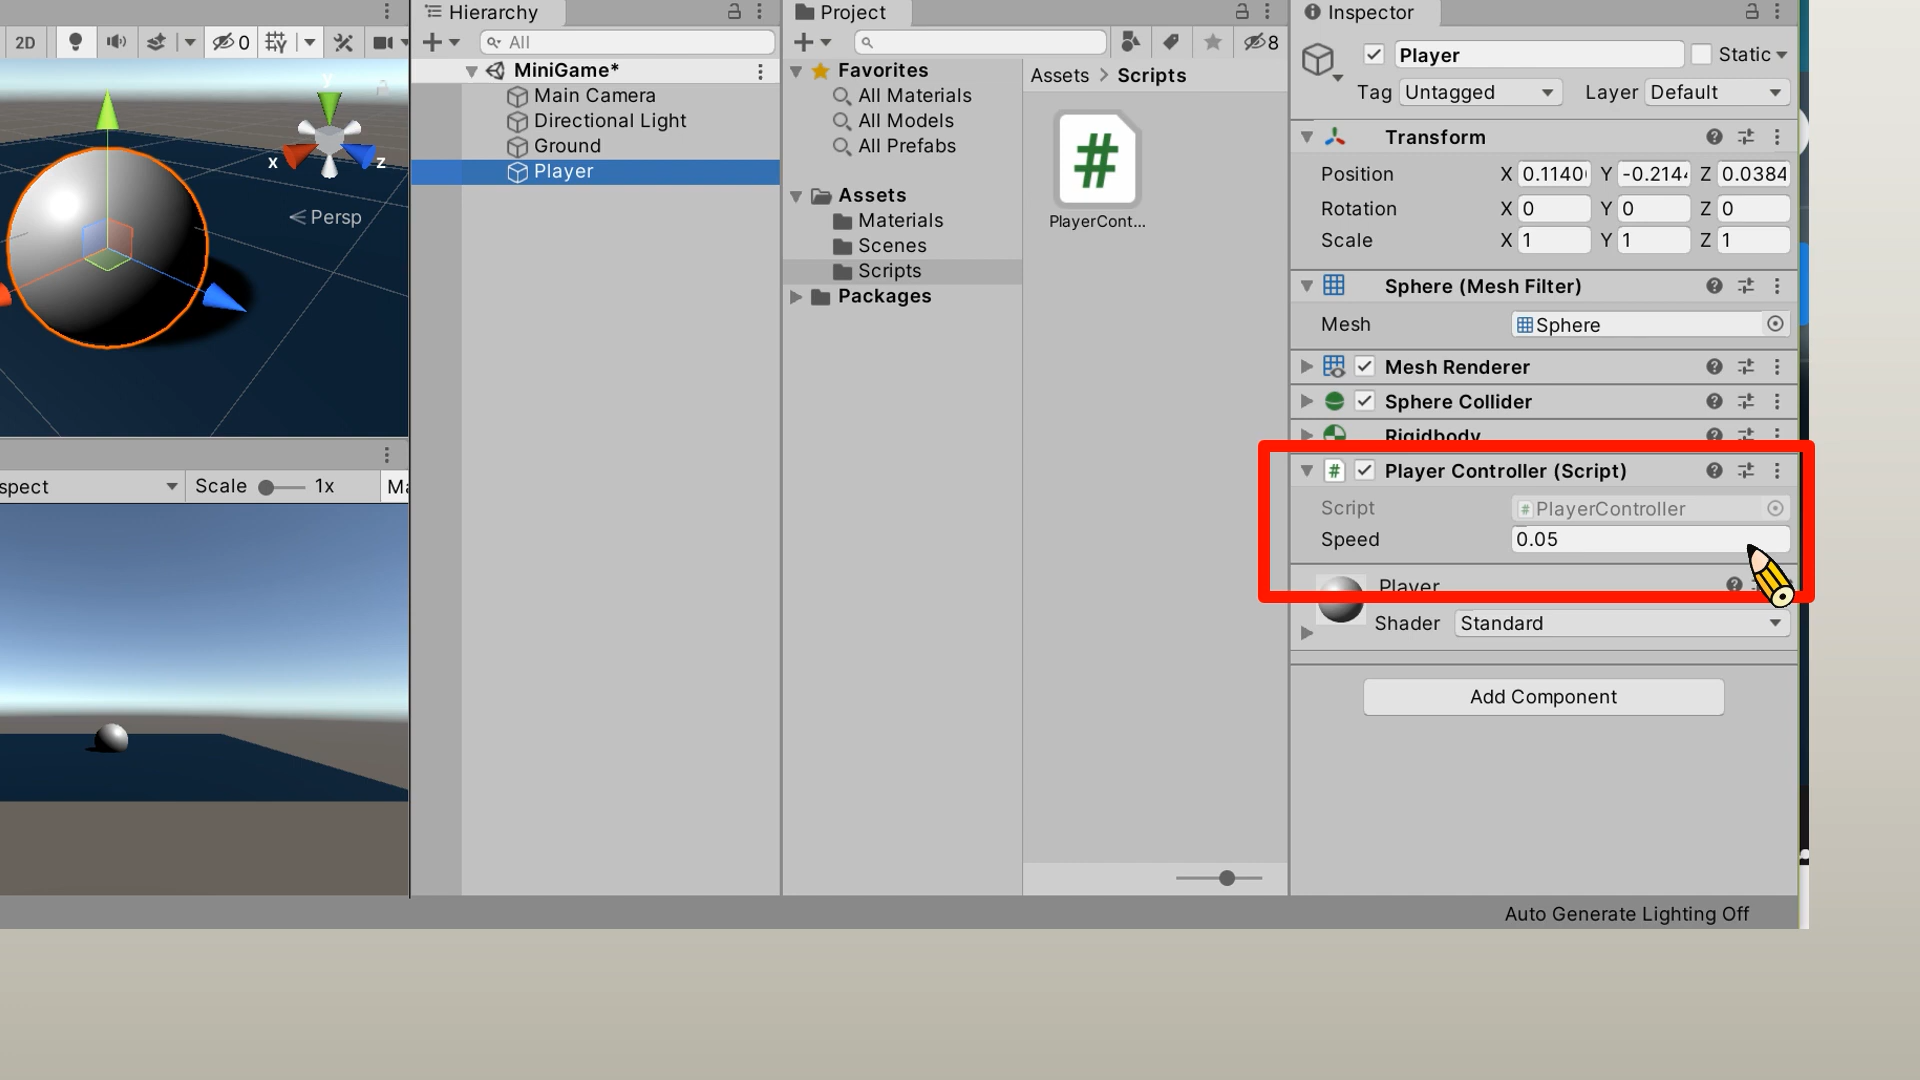 2D
0
y
x
z
Persp
spect
Scale
1x
Hierarchy
All
MiniGame*
Main Camera
Directional Light
Ground
Player
Project
8
Favorites
All Materials
All Models
All Prefabs
Assets
Materials
Scenes
Scripts
Packages
Assets > Scripts
PlayerCont...
Inspector
Player
Static
Tag Untagged
Layer Default
Transform
Position X 0.1140 Y -0.214 Z 0.0384
Rotation X 0 Y 0 Z 0
Scale X 1 Y 1 Z 1
Sphere (Mesh Filter)
Mesh Sphere
Mesh Renderer
Sphere Collider
Rigidbody
# Player Controller (Script)
Script # PlayerController
Speed 0.05
Player
Shader Standard
Add Component
Auto Generate Lighting Off